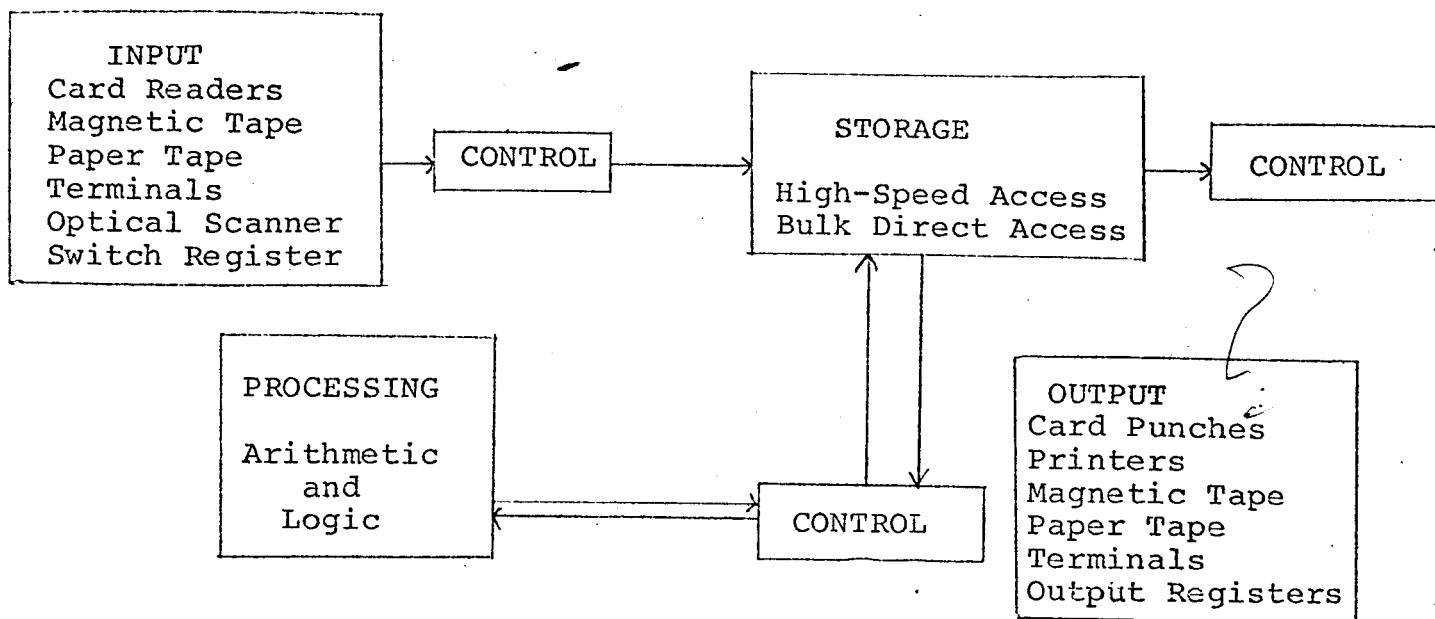 INPUT
Card Readers
Magnetic Tape
Paper Tape
Terminals
Optical Scanner
Switch Register
CONTROL
STORAGE
High-Speed Access
Bulk Direct Access
CONTROL
PROCESSING
Arithmetic
and
Logic
CONTROL
OUTPUT
Card Punches
Printers
Magnetic Tape
Paper Tape
Terminals
Output Registers
?